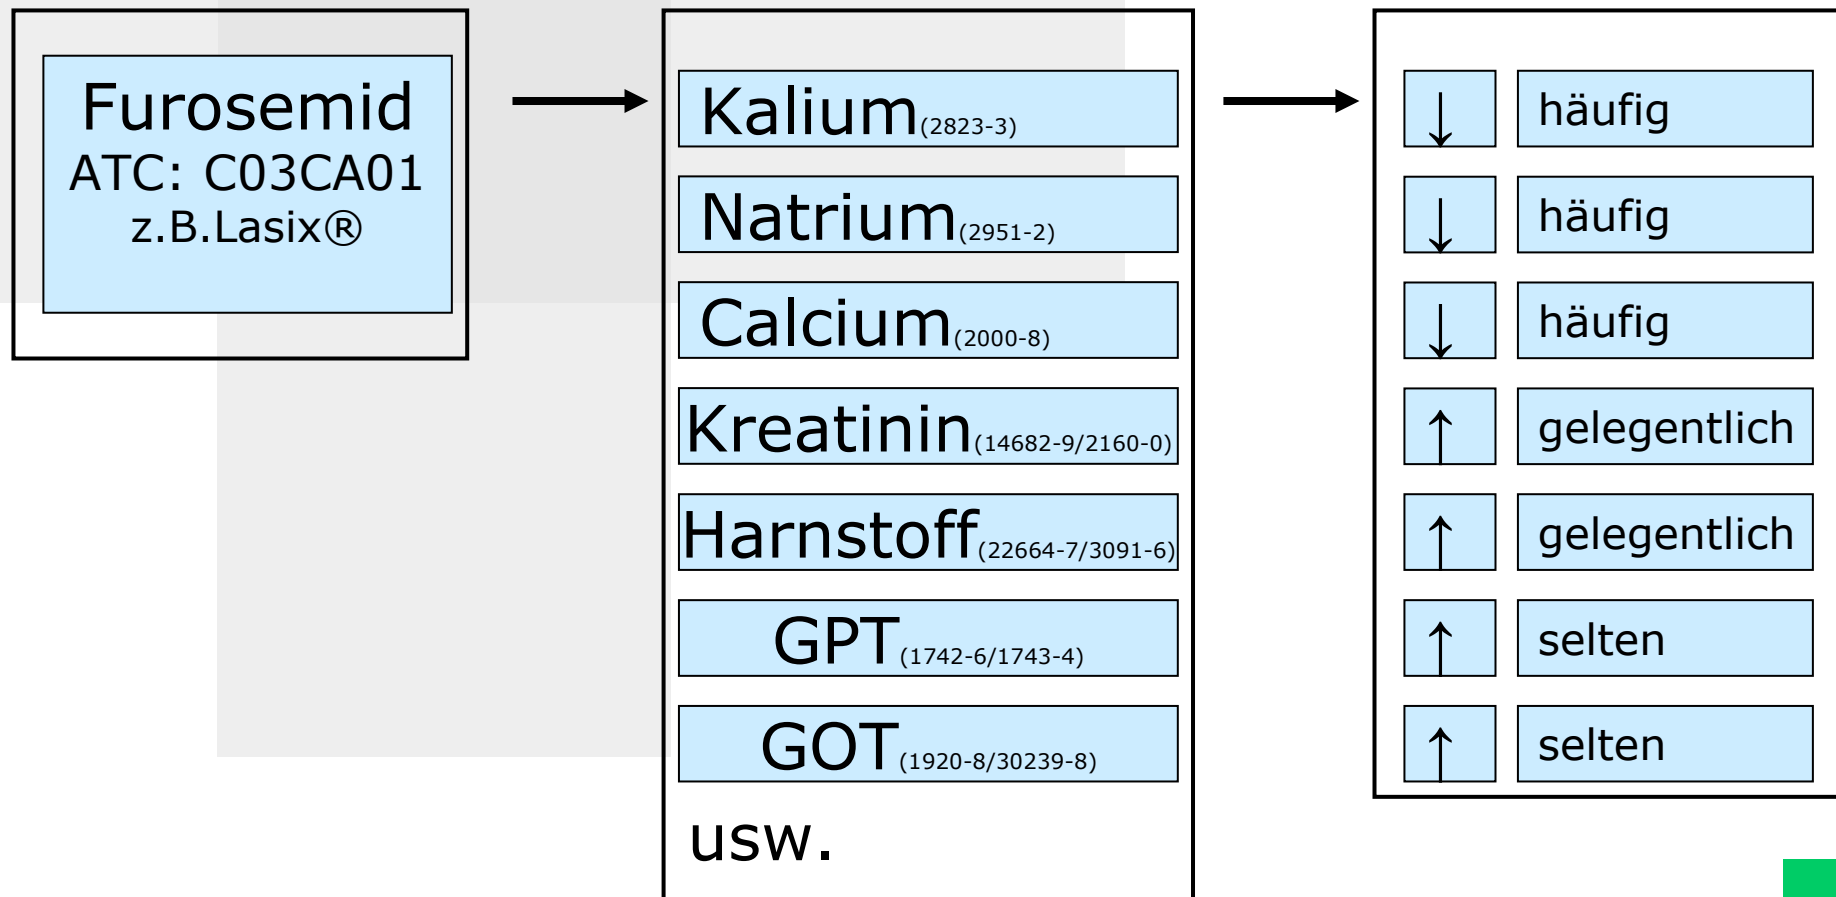 Furosemid
ATC: C03CA01
z.B.Lasix®
Kalium(2823-3)
↓ häufig
Natrium(2951-2)
↓ häufig
Calcium(2000-8)
↓ häufig
Kreatinin(14682-9/2160-0)
↑ gelegentlich
Harnstoff(22664-7/3091-6)
↑ gelegentlich
GPT(1742-6/1743-4)
↑ selten
GOT(1920-8/30239-8)
↑ selten
usw.